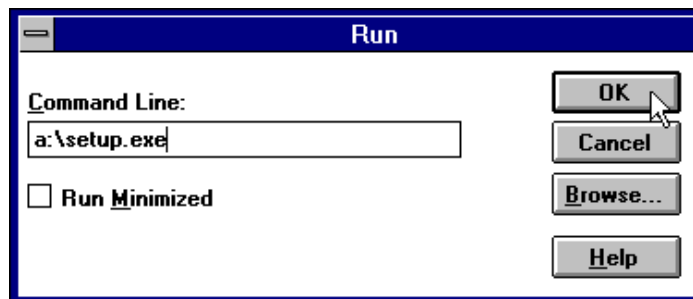 Run
Command Line:
a:\setup.exe
Run Minimized
OK
Cancel
Browse...
Help